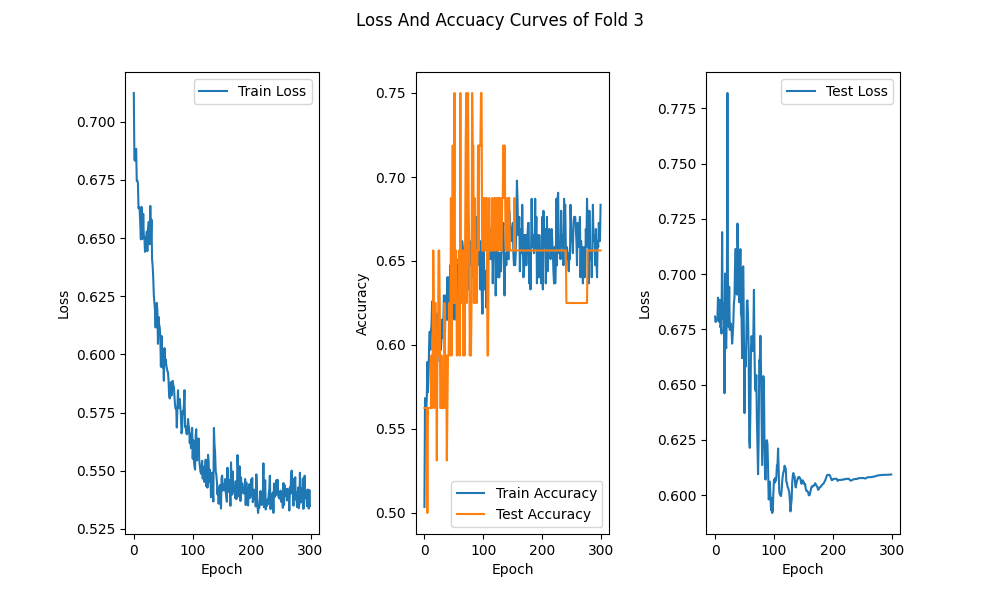 Loss And Accuacy Curves of Fold 3
Train Loss
0.700
0.675
0.650
0.625
0.600
0.575
0.550
0.525
Loss
0 100 200 300
Epoch
0.75
0.70
0.65
0.60
0.55
0.50
Accuracy
Train Accuracy
Test Accuracy
0 100 200 300
Epoch
Test Loss
0.775
0.750
0.725
0.700
0.675
0.650
0.625
0.600
Loss
0 100 200 300
Epoch